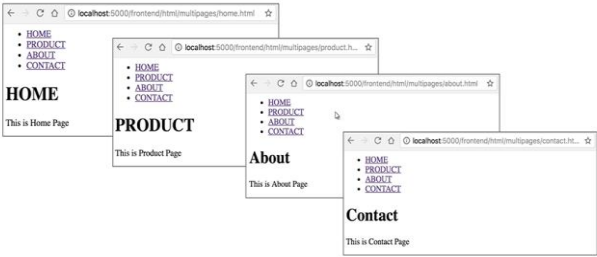 localhost:5000/frontend/html/multipages/home.html
HOME
PRODUCT
ABOUT
CONTACT
HOME
This is Home Page
localhost:5000/frontend/html/multipages/product.h...
HOME
PRODUCT
ABOUT
CONTACT
PRODUCT
This is Product Page
localhost:5000/frontend/html/multipages/about.html
HOME
PRODUCT
ABOUT
CONTACT
About
This is About Page
localhost:5000/frontend/html/multipages/contact.ht...
HOME
PRODUCT
ABOUT
CONTACT
Contact
This is Contact Page